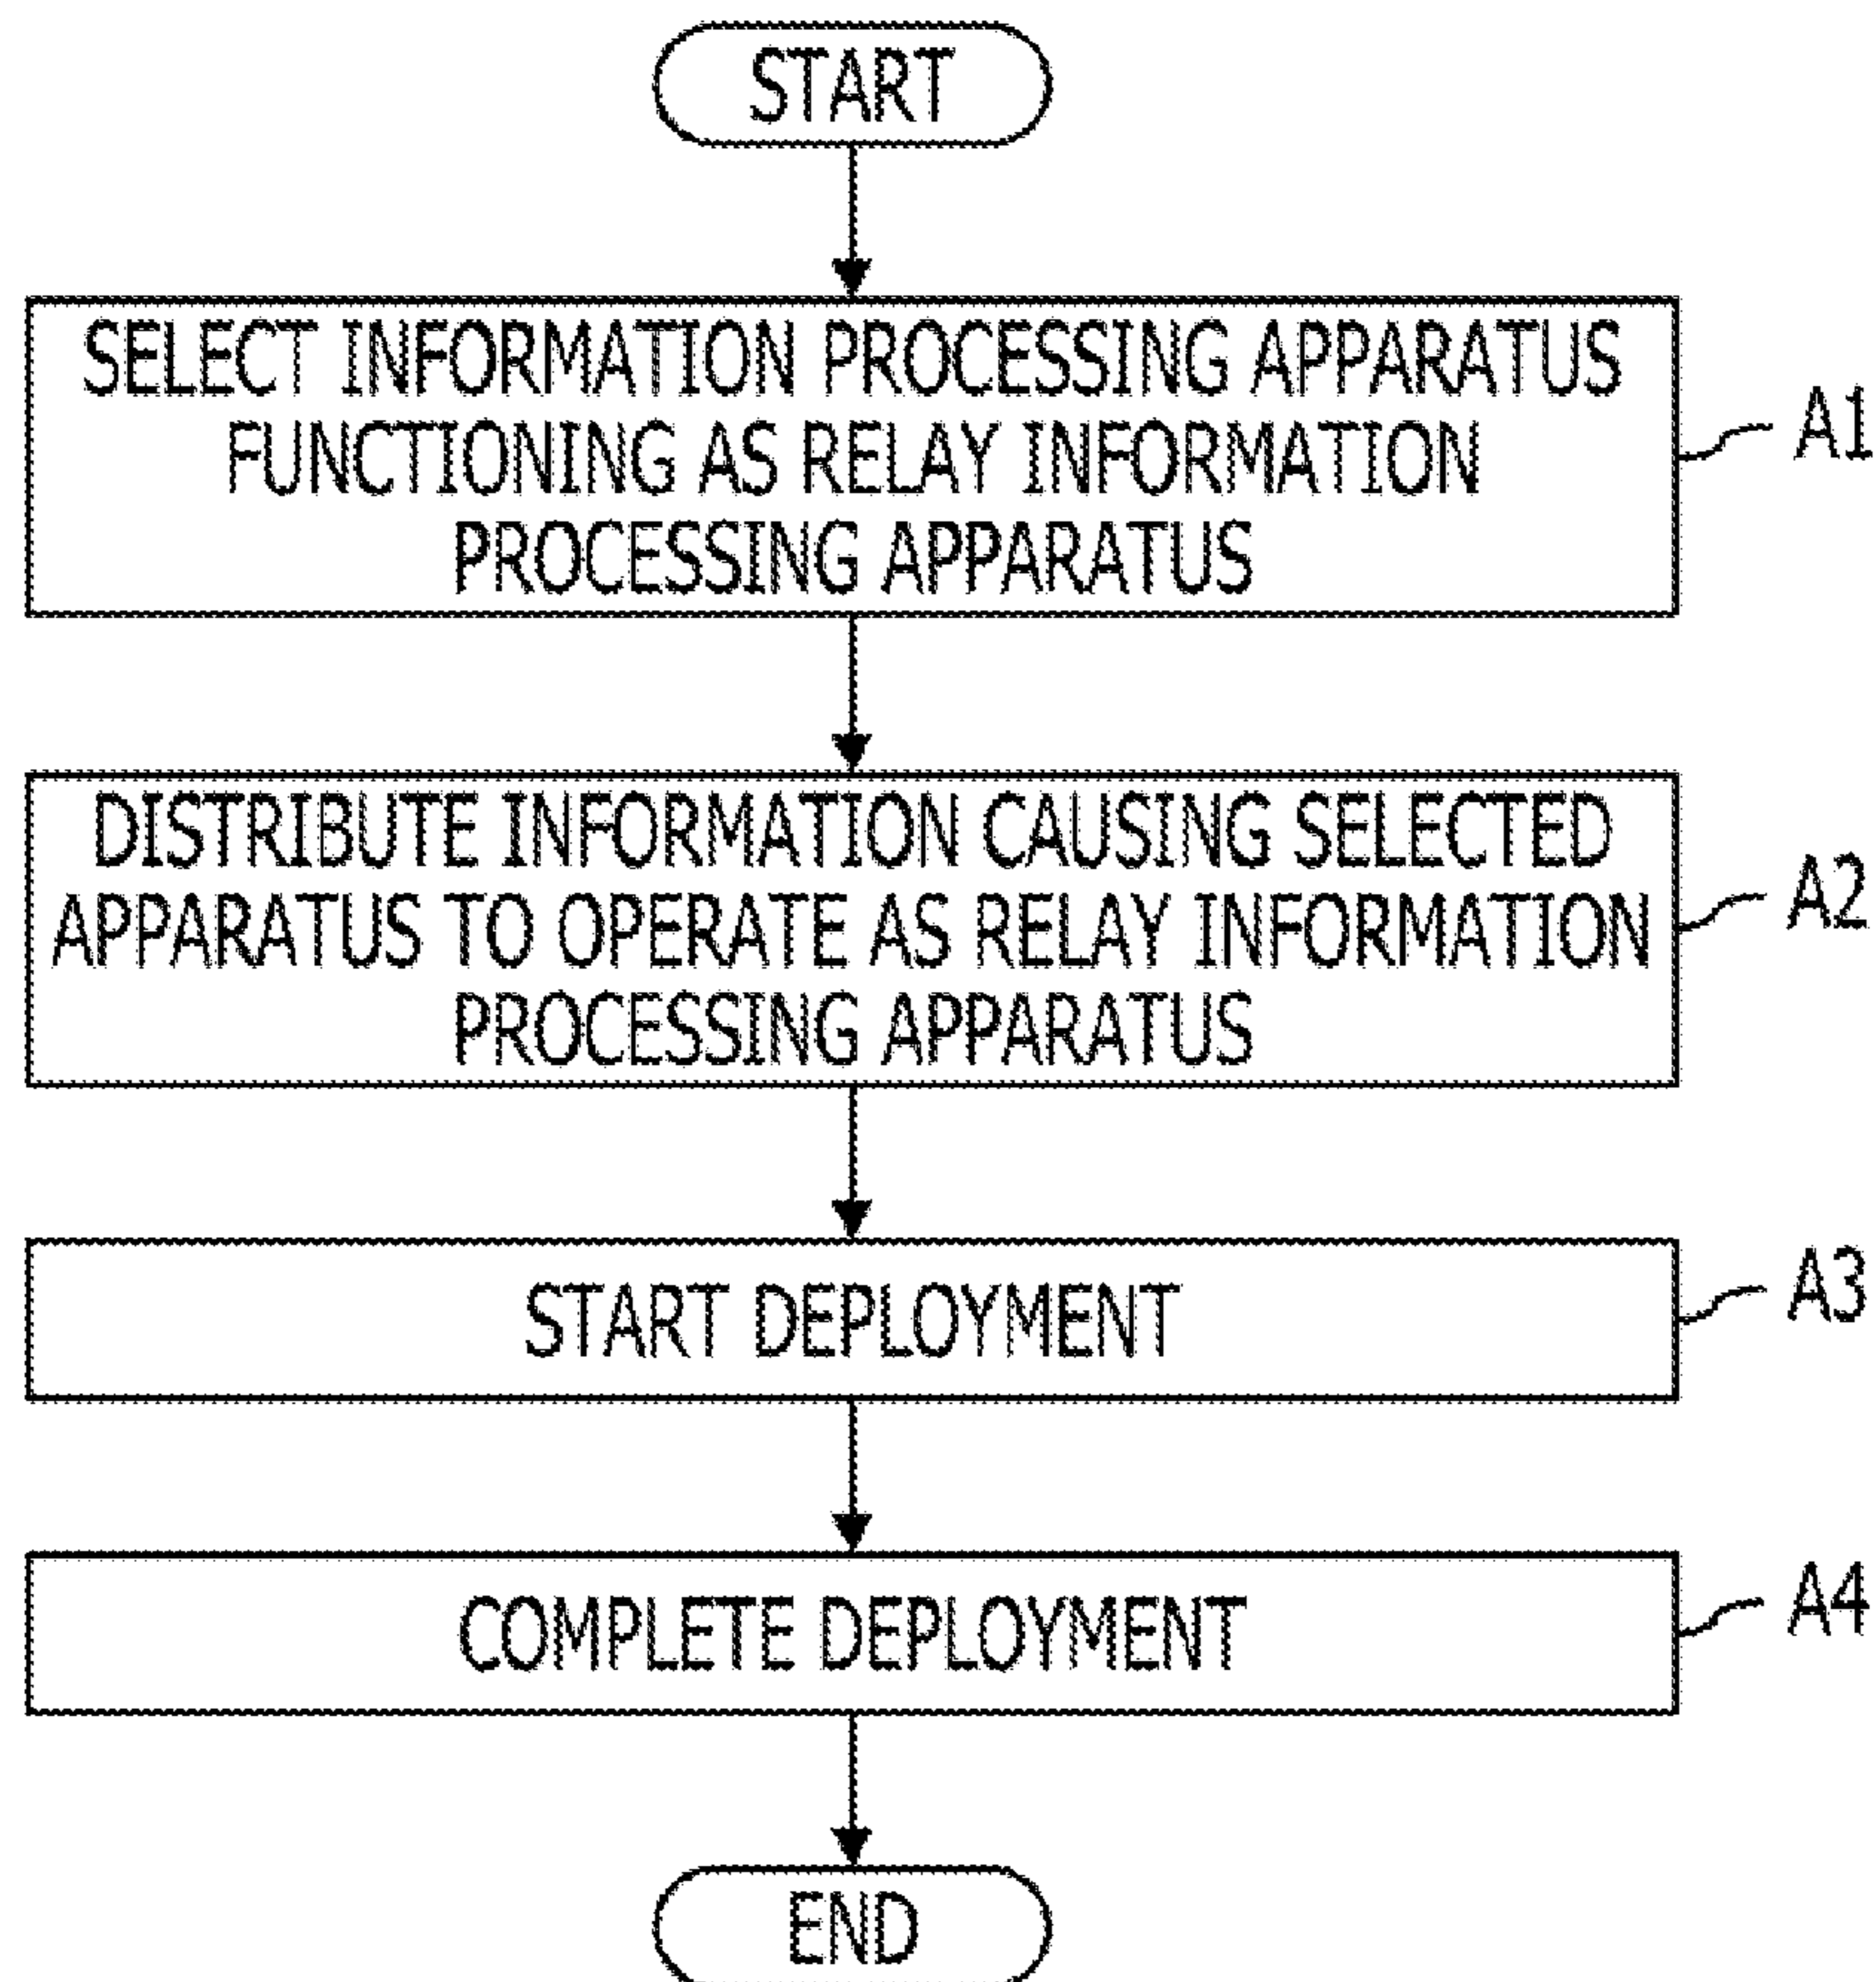 START
SELECT INFORMATION PROCESSING APPARATUS
FUNCTIONING AS RELAY INFORMATION
PROCESSING APPARATUS
A1
DISTRIBUTE INFORMATION CAUSING SELECTED
APPARATUS TO OPERATE AS RELAY INFORMATION
PROCESSING APPARATUS
A2
START DEPLOYMENT
A3
COMPLETE DEPLOYMENT
A4
END